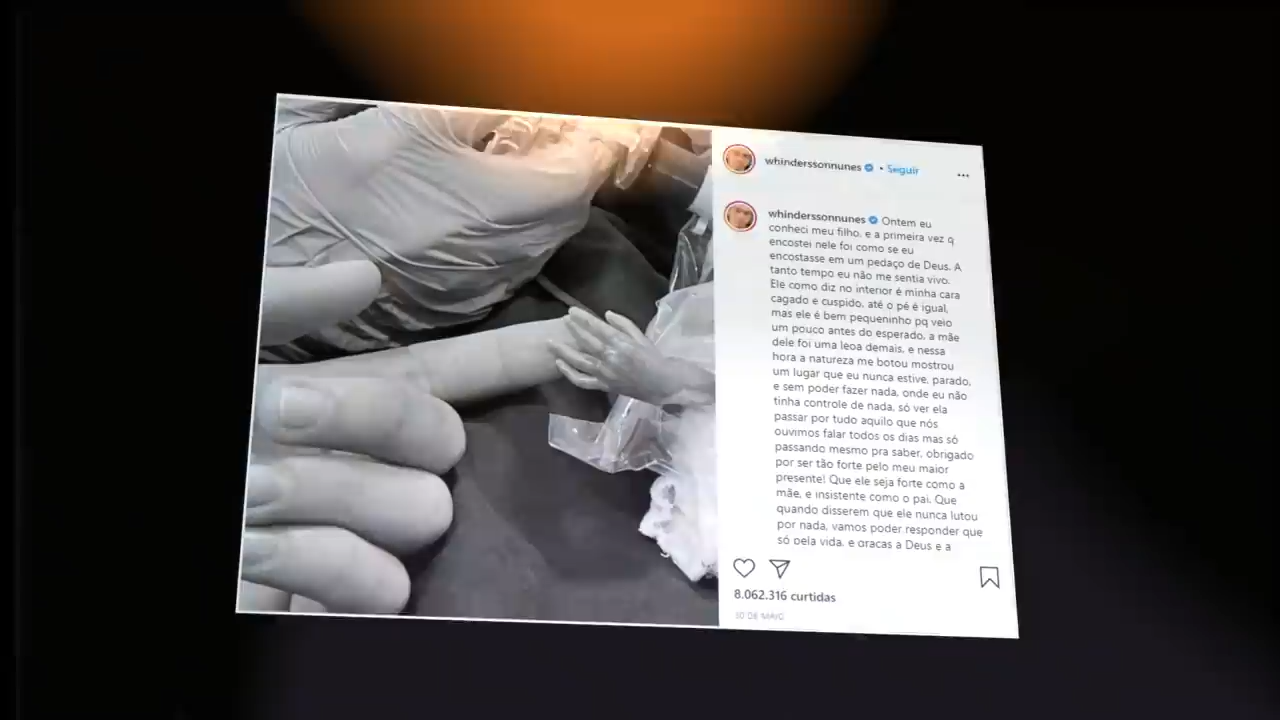 whinderssonnunes • Seguir
whinderssonnunes Ontem eu
conheci meu filho, e a primeira vez q
encostei nele foi como se eu
encostasse em um pedaço de Deus. A
tanto tempo eu não me sentia vivo.
Ele como diz no interior é minha cara
cagado e cuspido, até o pé é igual,
mas ele é bem pequeninho pq veio
um pouco antes do esperado, a mãe
dele foi uma leoa demais, e nessa
hora a natureza me botou mostrou
um lugar que eu nunca estive, parado,
e sem poder fazer nada, onde eu não
tinha controle de nada, só ver ela
passar por tudo aquilo que nós
ouvimos falar todos os dias mas só
passando mesmo pra saber, obrigado
por ser tão forte pelo meu maior
presente! Que ele seja forte como a
mãe, e insistente como o pai. Que
quando disserem que ele nunca lutou
por nada, vamos poder responder que
só pela vida, e graças a Deus e a
8.062.316 curtidas
30 DE MAIO